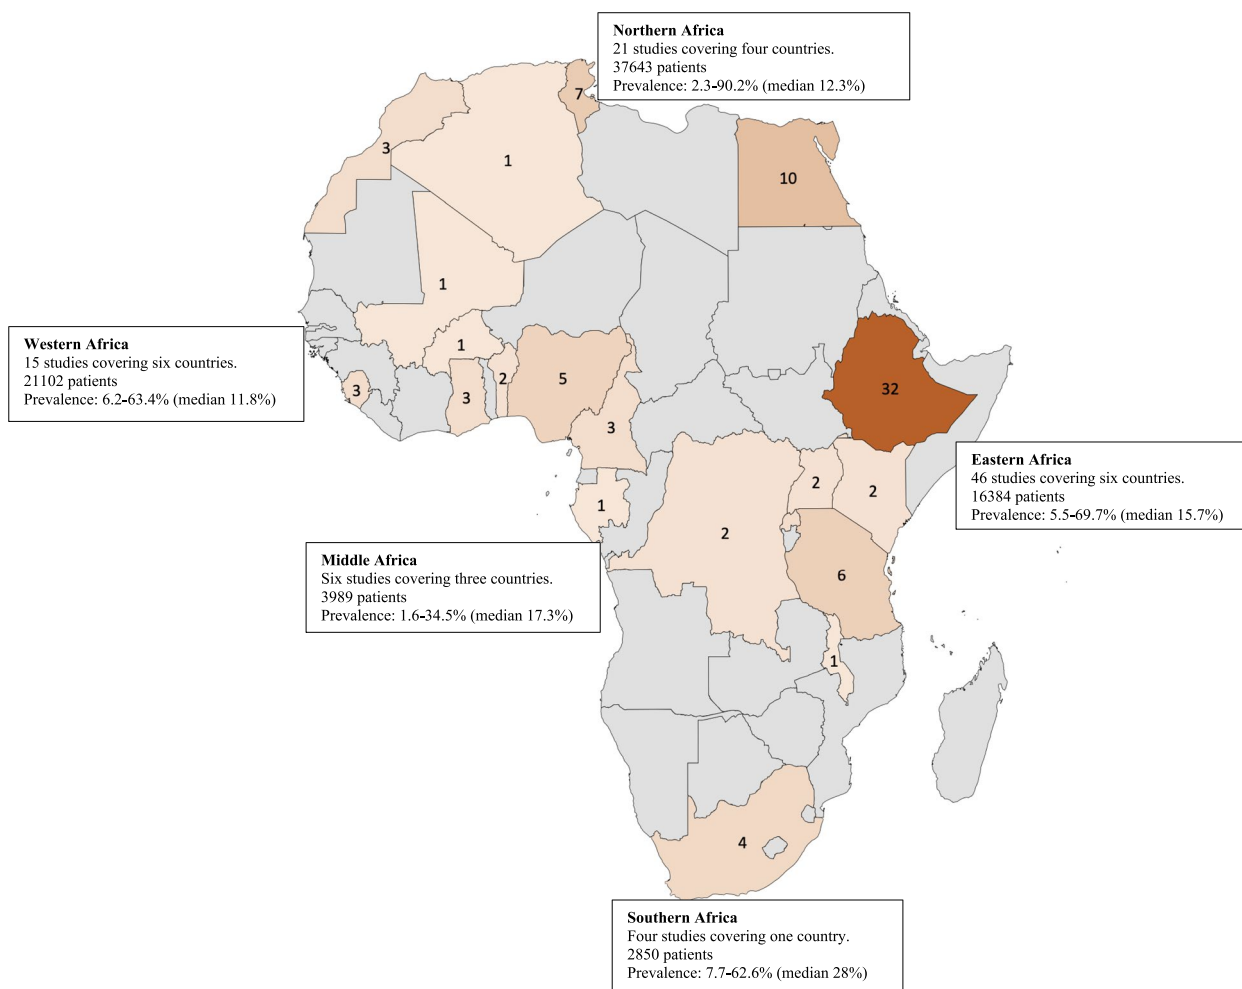 Northern Africa
21 studies covering four countries.
37643 patients
Prevalence: 2.3-90.2% (median 12.3%)
7
3
1
10
1
Western Africa
15 studies covering six countries.
21102 patients
Prevalence: 6.2-63.4% (median 11.8%)
1
2
5
3
3
3
32
Eastern Africa
46 studies covering six countries.
16384 patients
Prevalence: 5.5-69.7% (median 15.7%)
2
2
1
2
Middle Africa
Six studies covering three countries.
3989 patients
Prevalence: 1.6-34.5% (median 17.3%)
6
1
4
Southern Africa
Four studies covering one country.
2850 patients
Prevalence: 7.7-62.6% (median 28%)